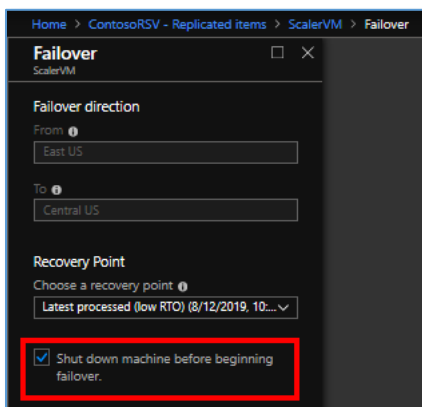 Home > ContosoRSV - Replicated items > ScalerVM > Failover
Failover
ScalerVM
Failover direction
From
East US
To
Central US
Recovery Point
Choose a recovery point
Latest processed (low RTO) (8/12/2019, 10:...
Shut down machine before beginning
failover.